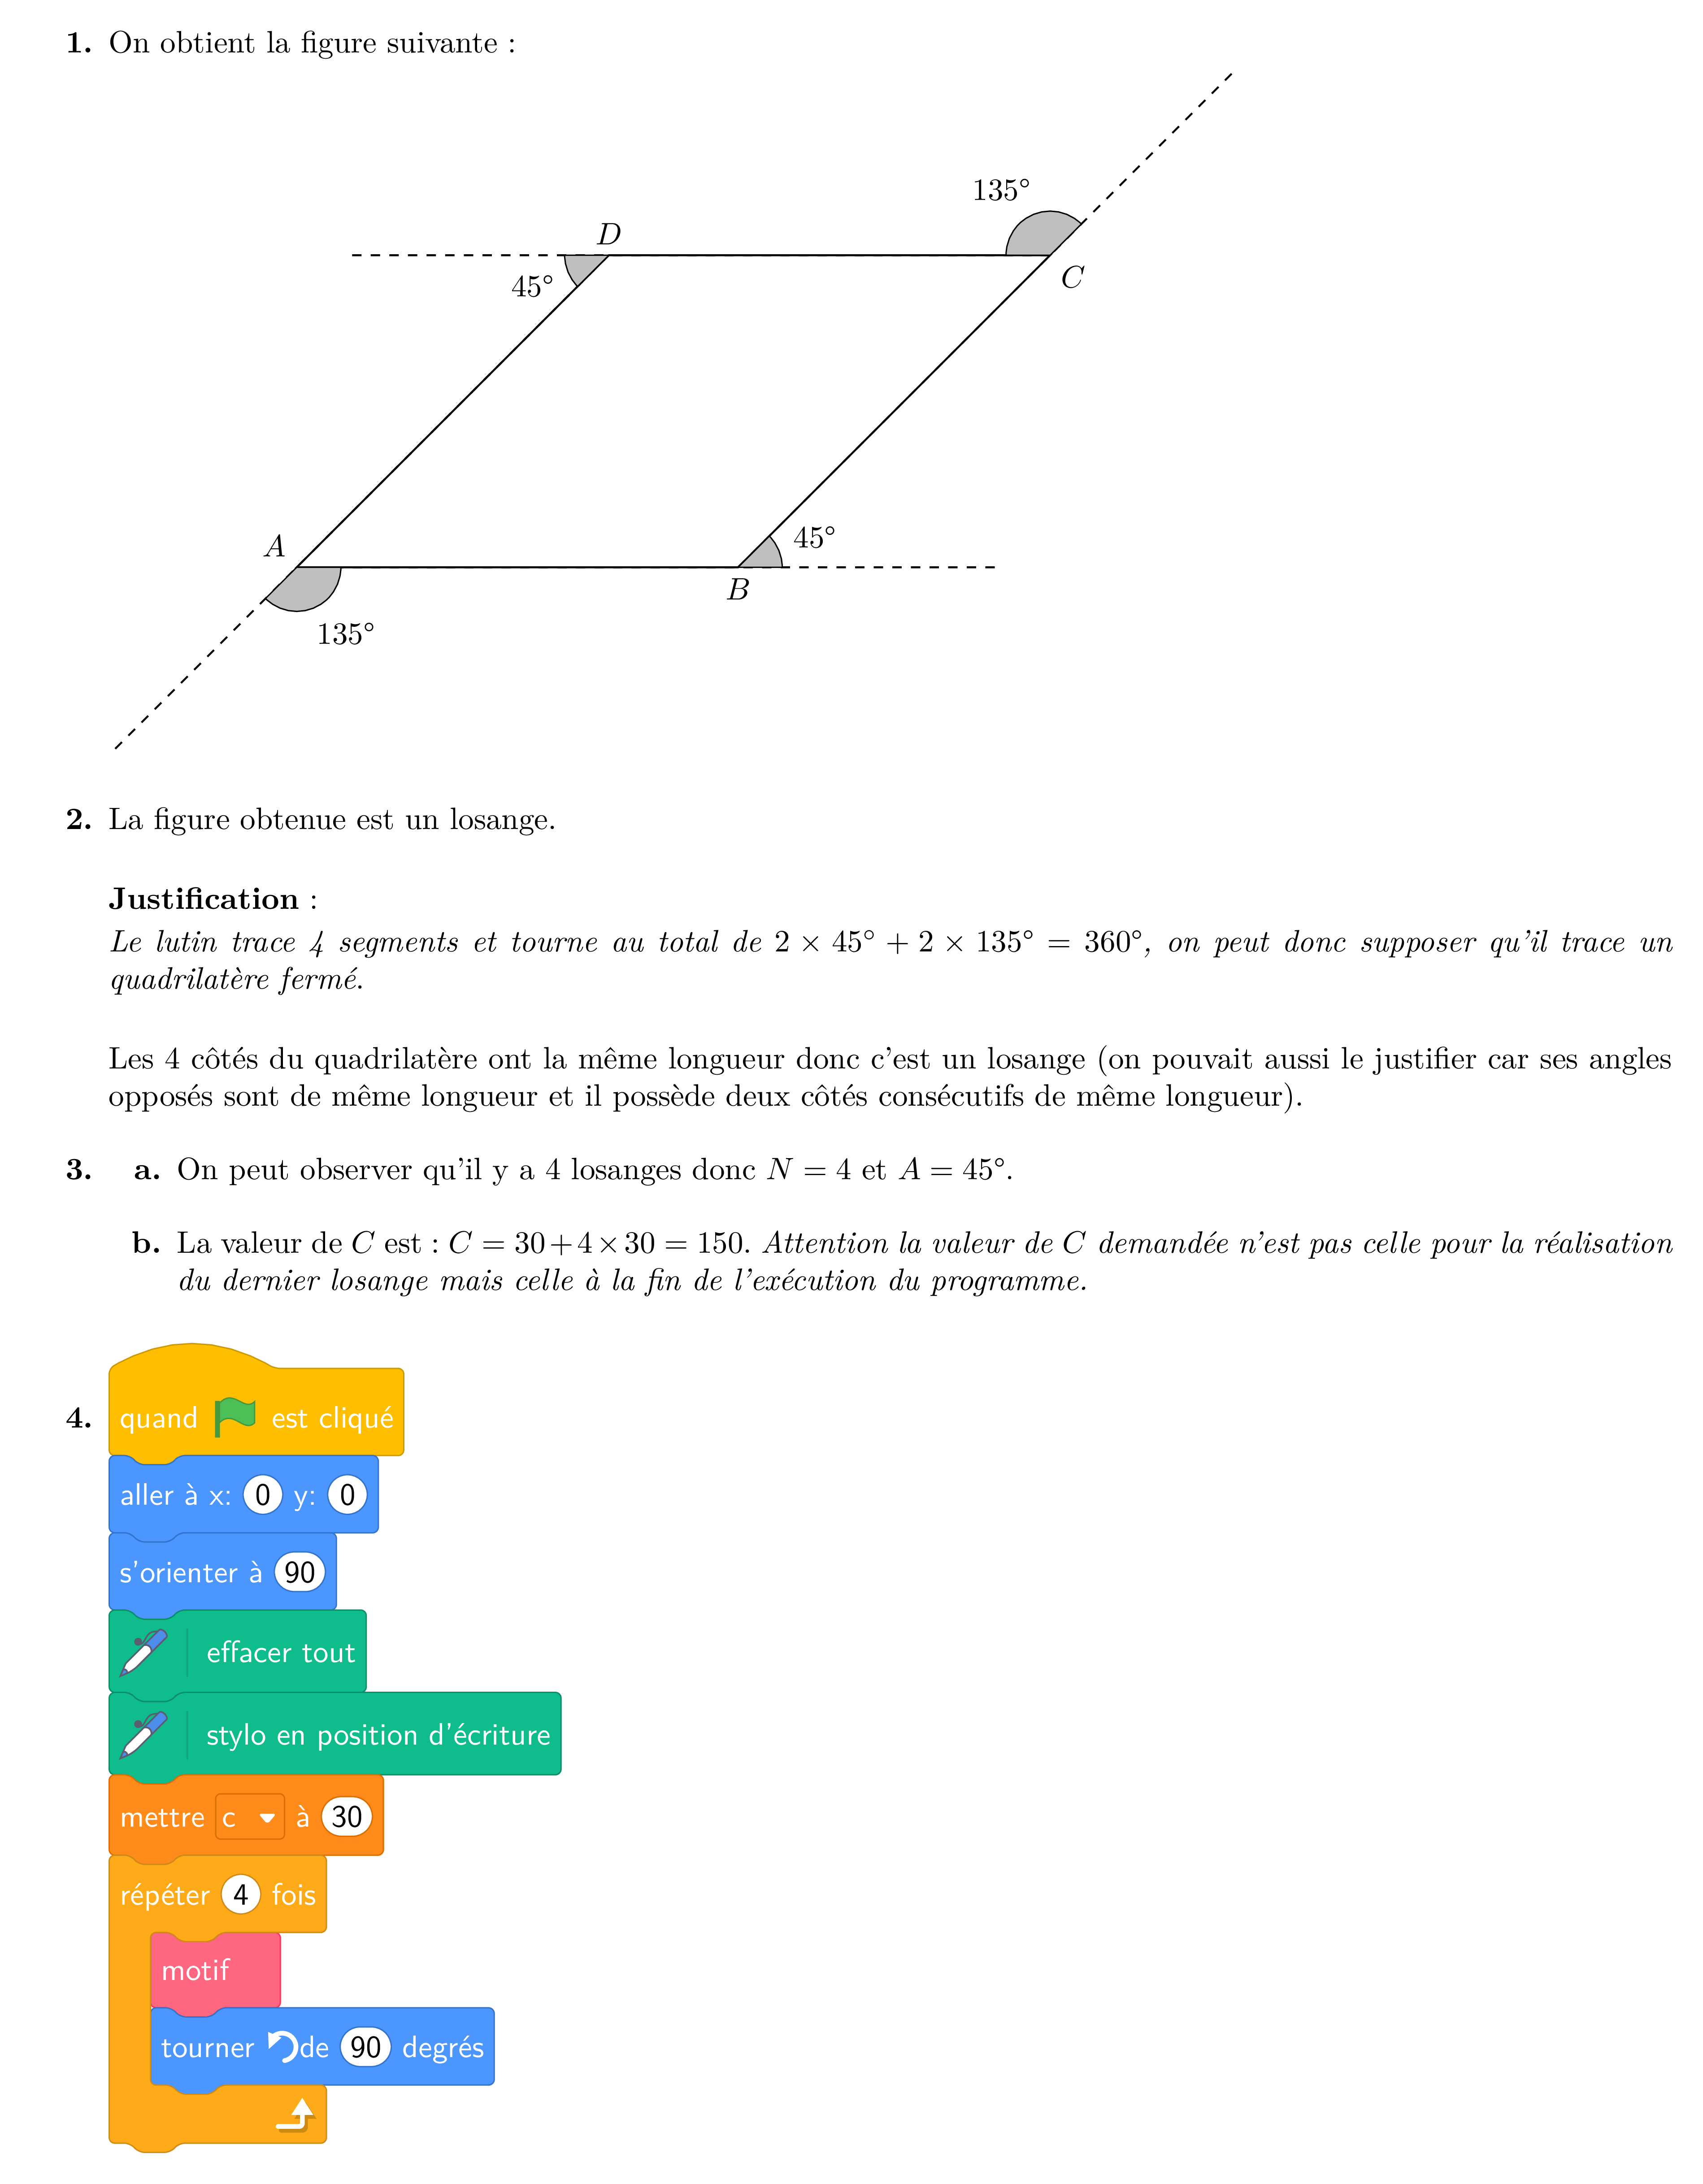 1. On obtient la figure suivante :
135°
D
45°
C
A
45°
B
135°
2. La figure obtenue est un losange.
Justification :
Le lutin trace 4 segments et tourne au total de 2 × 45° + 2 × 135° = 360°, on peut donc supposer qu'il trace un
quadrilatère fermé.
Les 4 côtés du quadrilatère ont la même longueur donc c'est un losange (on pouvait aussi le justifier car ses angles
opposés sont de même longueur et il possède deux côtés consécutifs de même longueur).
3. a. On peut observer qu'il y a 4 losanges donc N = 4 et A = 45°.
b. La valeur de C est : C = 30 + 4 × 30 = 150. Attention la valeur de C demandée n'est pas celle pour la réalisation
du dernier losange mais celle à la fin de l'exécution du programme.
4. quand est cliqué
aller à x: 0 y: 0
s'orienter à 90
effacer tout
stylo en position d'écriture
mettre c à 30
répéter 4 fois
motif
tourner de 90 degrés